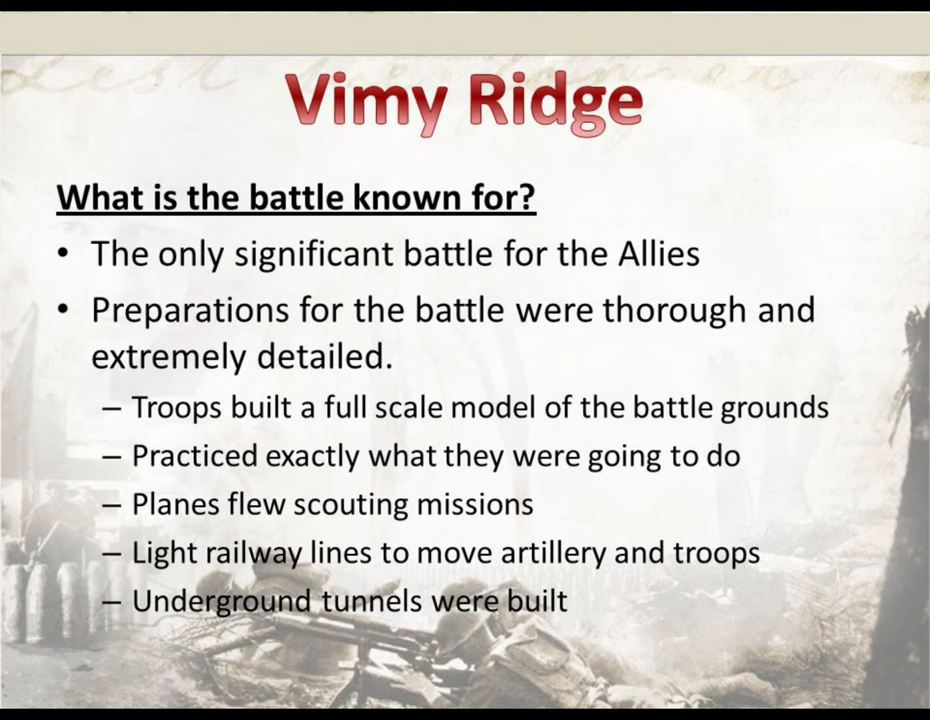 Vimy Ridge
What is the battle known for?
• The only significant battle for the Allies
• Preparations for the battle were thorough and
extremely detailed.
– Troops built a full scale model of the battle grounds
– Practiced exactly what they were going to do
– Planes flew scouting missions
– Light railway lines to move artillery and troops
– Underground tunnels were built